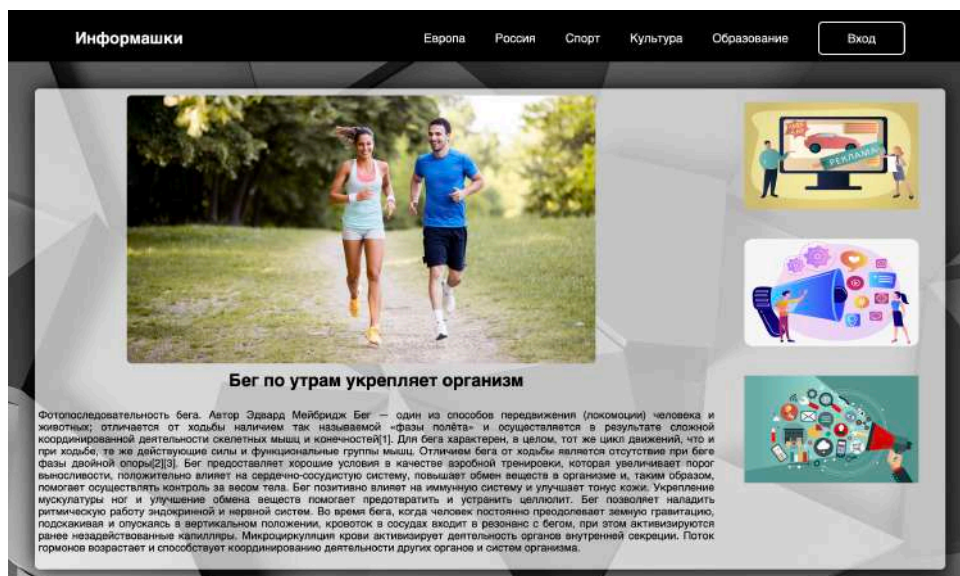 Информашки
Европа Россия Спорт Культура Образование Вход
РЕКЛАМА
Бег по утрам укрепляет организм
Фотопоследовательность бега. Автор Эдвард Мейбридж Бег — один из способов передвижения (локомоции) человека и
животных; отличается от ходьбы наличием так называемой «фазы полёта» и осуществляется в результате сложной
координированной деятельности скелетных мышц и конечностей[1]. Для бега характерен, в целом, тот же цикл движений, что и
при ходьбе, те же действующие силы и функциональные группы мышц. Отличием бега от ходьбы является отсутствие при беге
фазы двойной опоры[2][3]. Бег предоставляет хорошие условия в качестве аэробной тренировки, которая увеличивает порог
выносливости, положительно влияет на сердечно-сосудистую систему, повышает обмен веществ в организме и, таким образом,
помогает осуществлять контроль за весом тела. Бег позитивно влияет на иммунную систему и улучшает тонус кожи. Укрепление
мускулатуры ног и улучшение обмена веществ помогает предотвратить и устранить целлюлит. Бег позволяет наладить
ритмическую работу эндокринной и нервной систем. Во время бега, когда человек постоянно преодолевает земную гравитацию,
подскакивая и опускаясь в вертикальном положении, кровоток в сосудах входит в резонанс с бегом, при этом активизируются
ранее незадействованные капилляры. Микроциркуляция крови активизирует деятельность органов внутренней секреции. Поток
гормонов возрастает и способствует координированию деятельности других органов и систем организма.